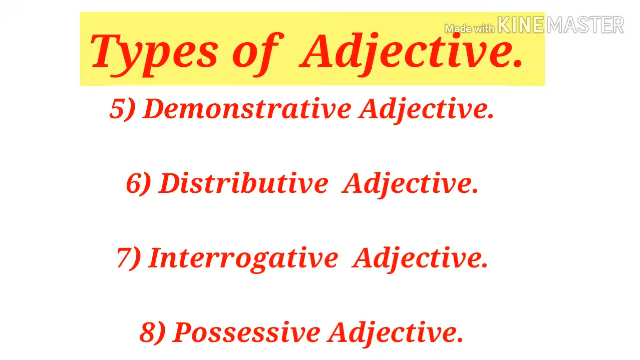 Made with KINEMASTER
Types of Adjective.
5) Demonstrative Adjective.
6) Distributive Adjective.
7) Interrogative Adjective.
8) Possessive Adjective.